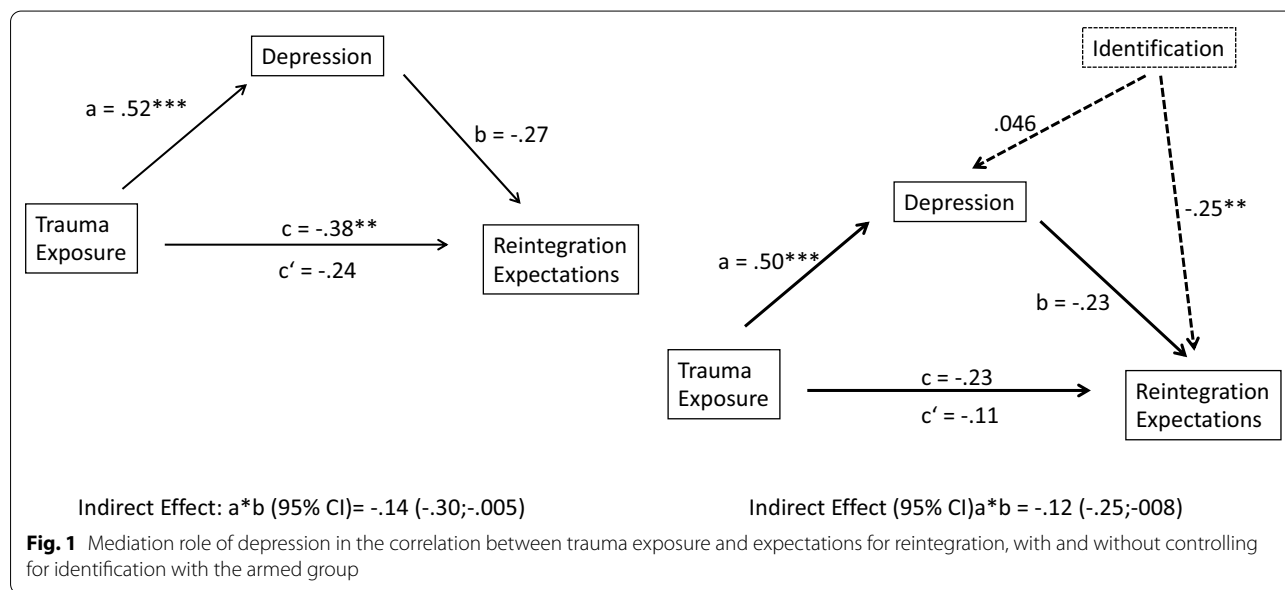 Depression
a = .52***
b = -.27
Trauma
Exposure
c = -.38**
c‘ = -.24
Reintegration
Expectations
Indirect Effect: a*b (95% CI)= -.14 (-.30;-.005)
Identification
.046
-.25**
Depression
a = .50***
b = -.23
Trauma
Exposure
c = -.23
c‘ = -.11
Reintegration
Expectations
Indirect Effect (95% CI)a*b = -.12 (-.25;-008)
Fig. 1 Mediation role of depression in the correlation between trauma exposure and expectations for reintegration, with and without controlling
for identification with the armed group